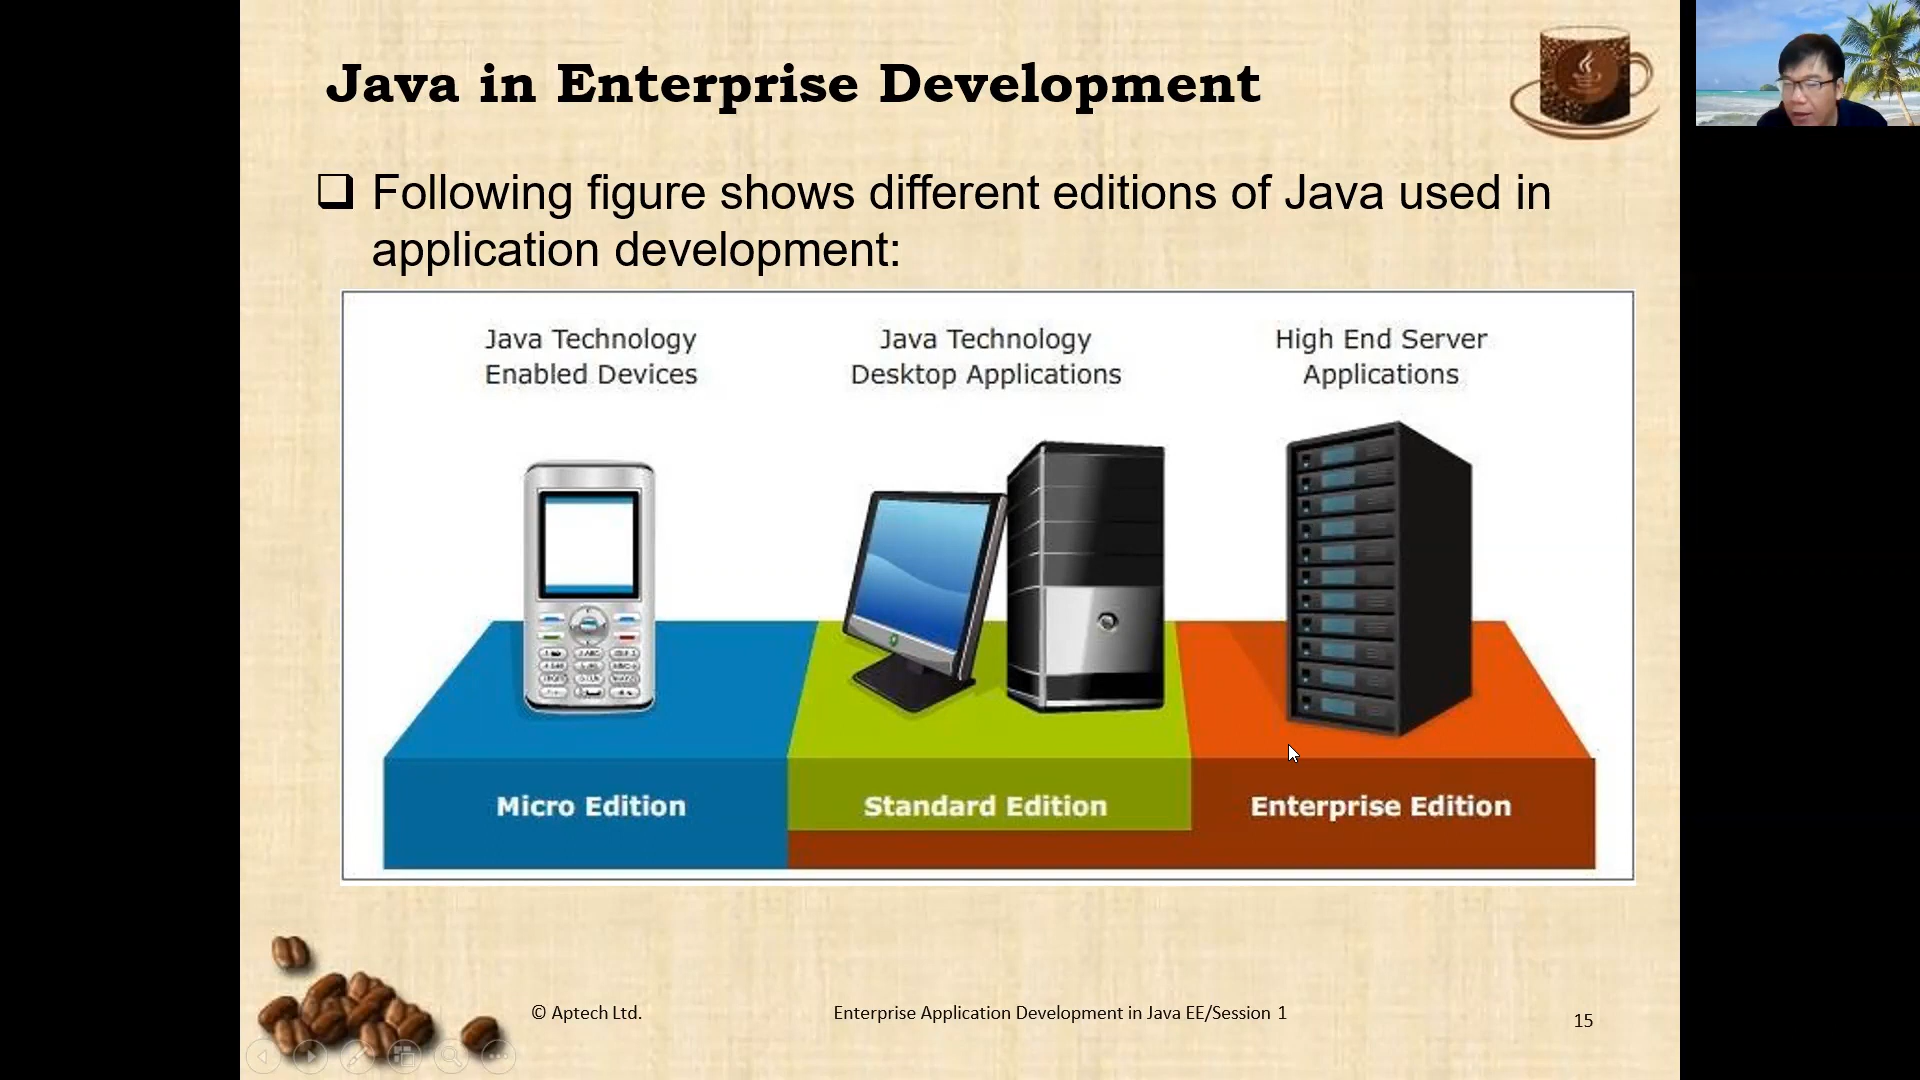 Java in Enterprise Development
Following figure shows different editions of Java used in
application development:
Java Technology
Enabled Devices
Java Technology
Desktop Applications
High End Server
Applications
Micro Edition
Standard Edition
Enterprise Edition
© Aptech Ltd.
Enterprise Application Development in Java EE/Session 1
15